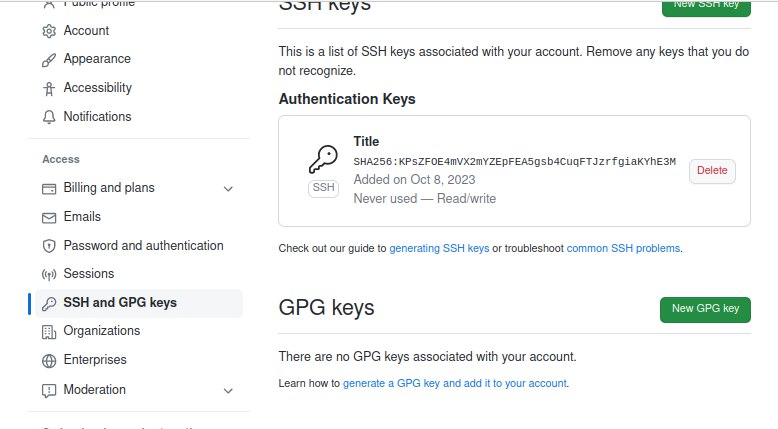 Public profile
Account
Appearance
Accessibility
Notifications
Access
Billing and plans
Emails
Password and authentication
Sessions
SSH and GPG keys
Organizations
Enterprises
Moderation
SSH keys
New SSH key
This is a list of SSH keys associated with your account. Remove any keys that you do
not recognize.
Authentication Keys
SSH
Title
SHA256:KPsZFOE4mVX2mYZEpFEA5gsb4CuqFTJzrfgiaKYhE3M
Added on Oct 8, 2023
Never used — Read/write
Delete
Check out our guide to generating SSH keys or troubleshoot common SSH problems.
GPG keys
New GPG key
There are no GPG keys associated with your account.
Learn how to generate a GPG key and add it to your account.